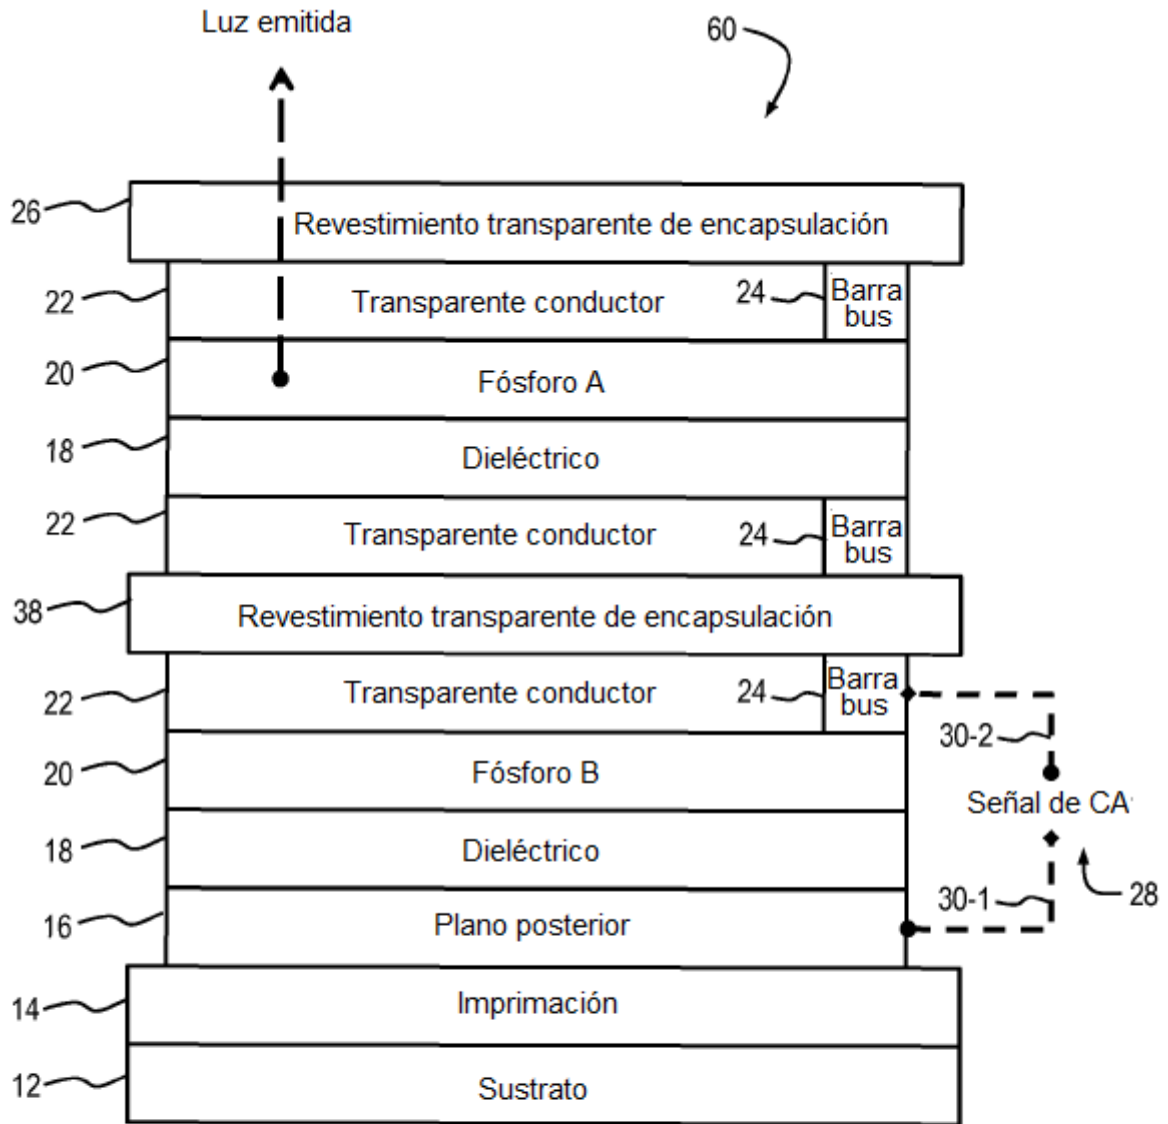 Luz emitida
60
26
Revestimiento transparente de encapsulación
22
Transparente conductor
24
Barra
bus
20
Fósforo A
18
Dieléctrico
22
Transparente conductor
24
Barra
bus
38
Revestimiento transparente de encapsulación
22
Transparente conductor
24
Barra
bus
30-2
20
Fósforo B
Señal de CA
18
Dieléctrico
30-1
28
16
Plano posterior
14
Imprimación
12
Sustrato